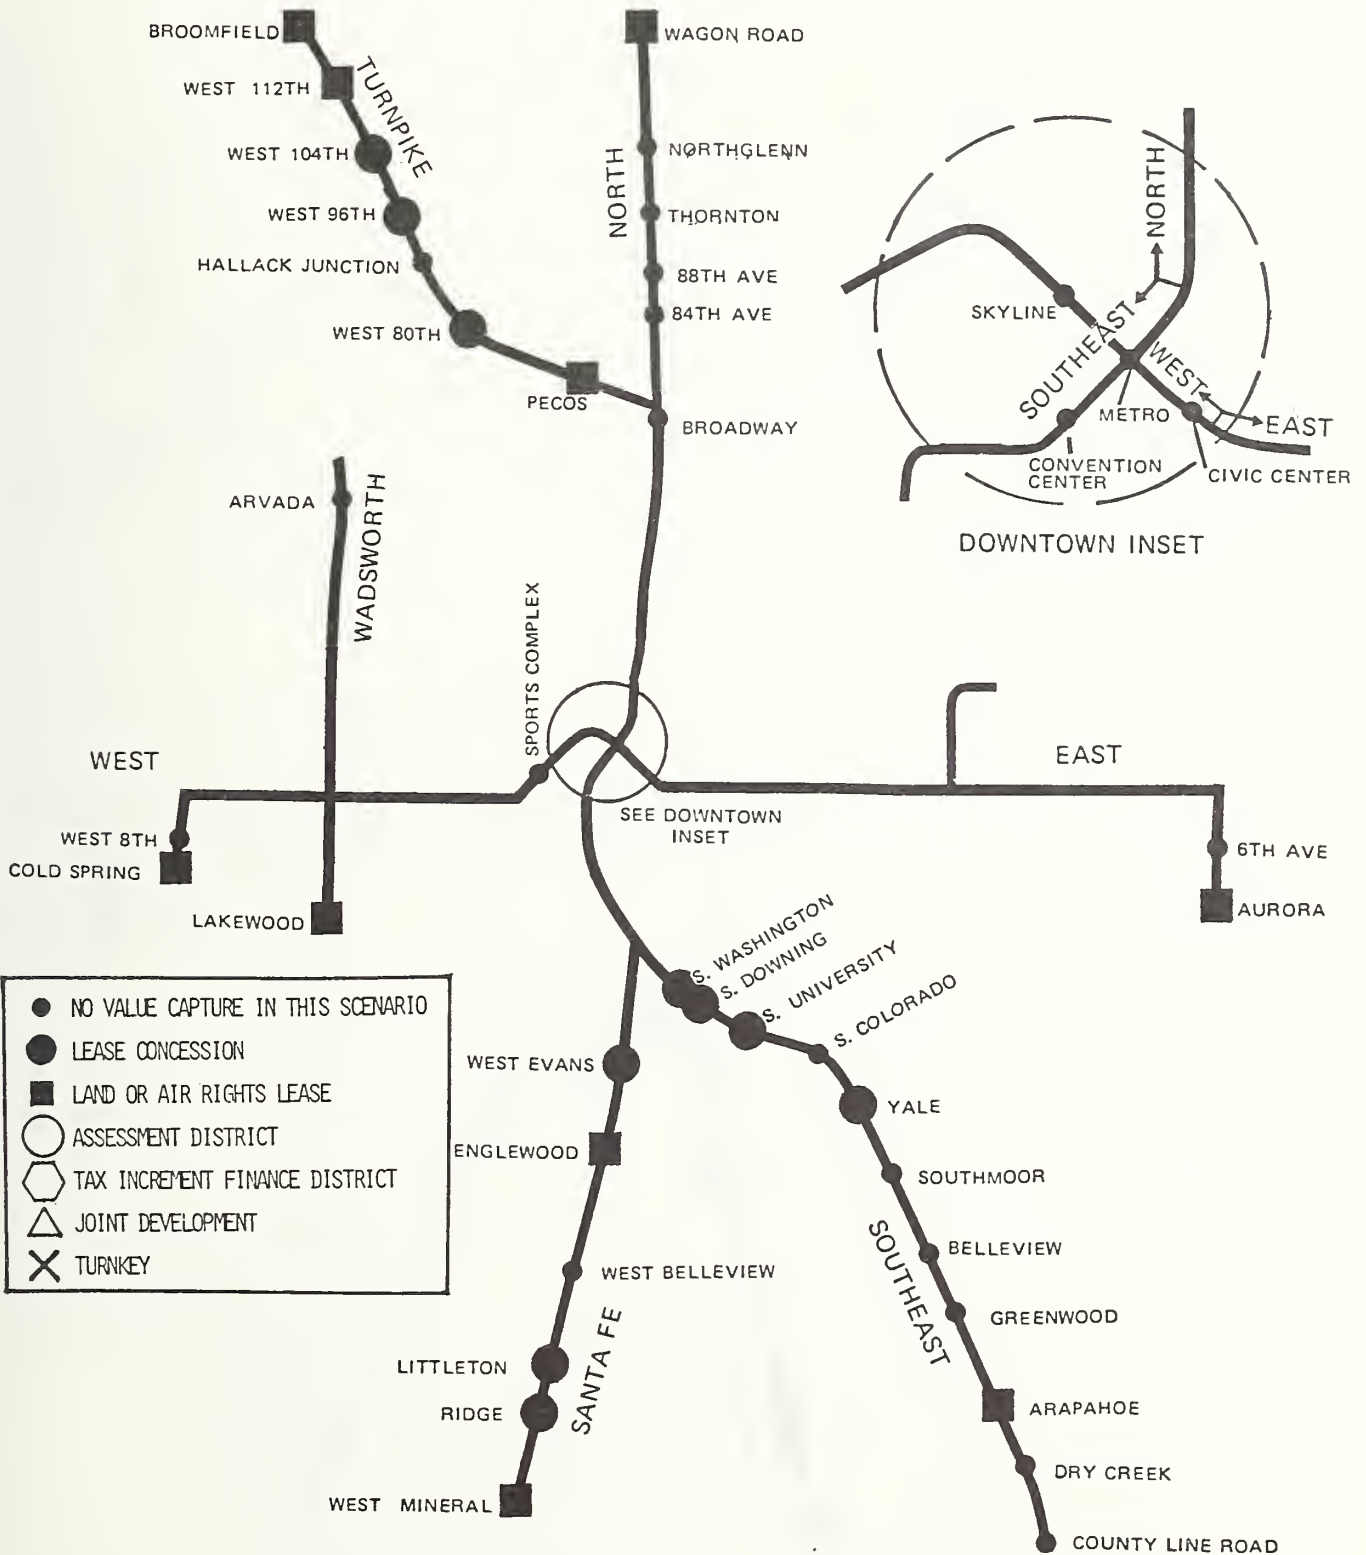 BROOMFIELD
WEST 112TH
TURNPIKE
WEST 104TH
WEST 96TH
HALLACK JUNCTION
WEST 80TH
PECOS
WAGON ROAD
NORTH
NORTHGLENN
THORNTON
88TH AVE
84TH AVE
BROADWAY
NORTH
SKYLINE
SOUTHEAST
WEST
METRO
EAST
CONVENTION
CENTER
CIVIC CENTER
DOWNTOWN INSET
ARVADA
WADSWORTH
SPORTS COMPLEX
WEST
EAST
SEE DOWNTOWN
INSET
WEST 8TH
COLD SPRING
LAKEWOOD
6TH AVE
AURORA
S. WASHINGTON
S. DOWNING
S. UNIVERSITY
S. COLORADO
NO VALUE CAPTURE IN THIS SCENARIO
LEASE CONCESSION
LAND OR AIR RIGHTS LEASE
ASSESSMENT DISTRICT
TAX INCREMENT FINANCE DISTRICT
JOINT DEVELOPMENT
TURNKEY
WEST EVANS
ENGLEWOOD
WEST BELLEVIEW
SANTA FE
LITTLETON
RIDGE
WEST MINERAL
YALE
SOUTHMOOR
BELLEVIEW
SOUTHEAST
GREENWOOD
ARAPAHOE
DRY CREEK
COUNTY LINE ROAD